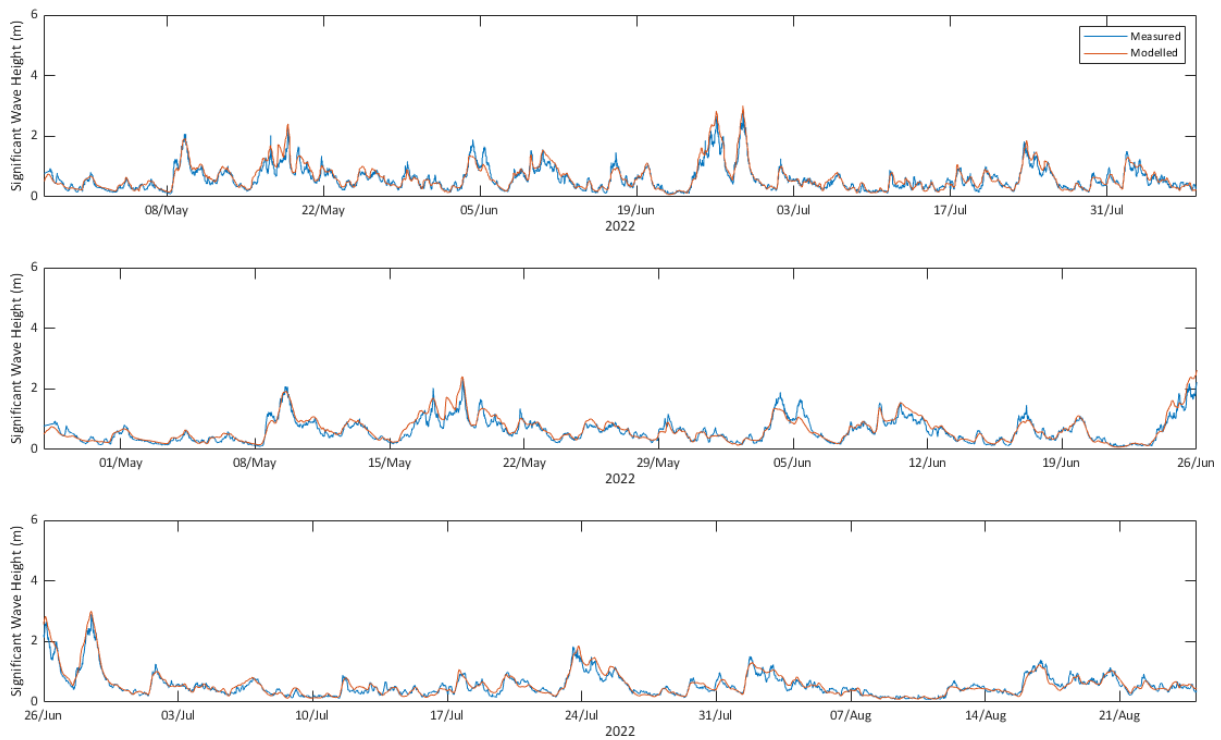 Significant Wave Height (m)
6
4
2
0
Measured
Modelled
08/May 22/May 05/Jun 19/Jun 03/Jul 17/Jul 31/Jul
2022
Significant Wave Height (m)
6
4
2
0
01/May 08/May 15/May 22/May 29/May 05/Jun 12/Jun 19/Jun 26/Jun
2022
Significant Wave Height (m)
6
4
2
0
26/Jun 03/Jul 10/Jul 17/Jul 24/Jul 31/Jul 07/Aug 14/Aug 21/Aug
2022